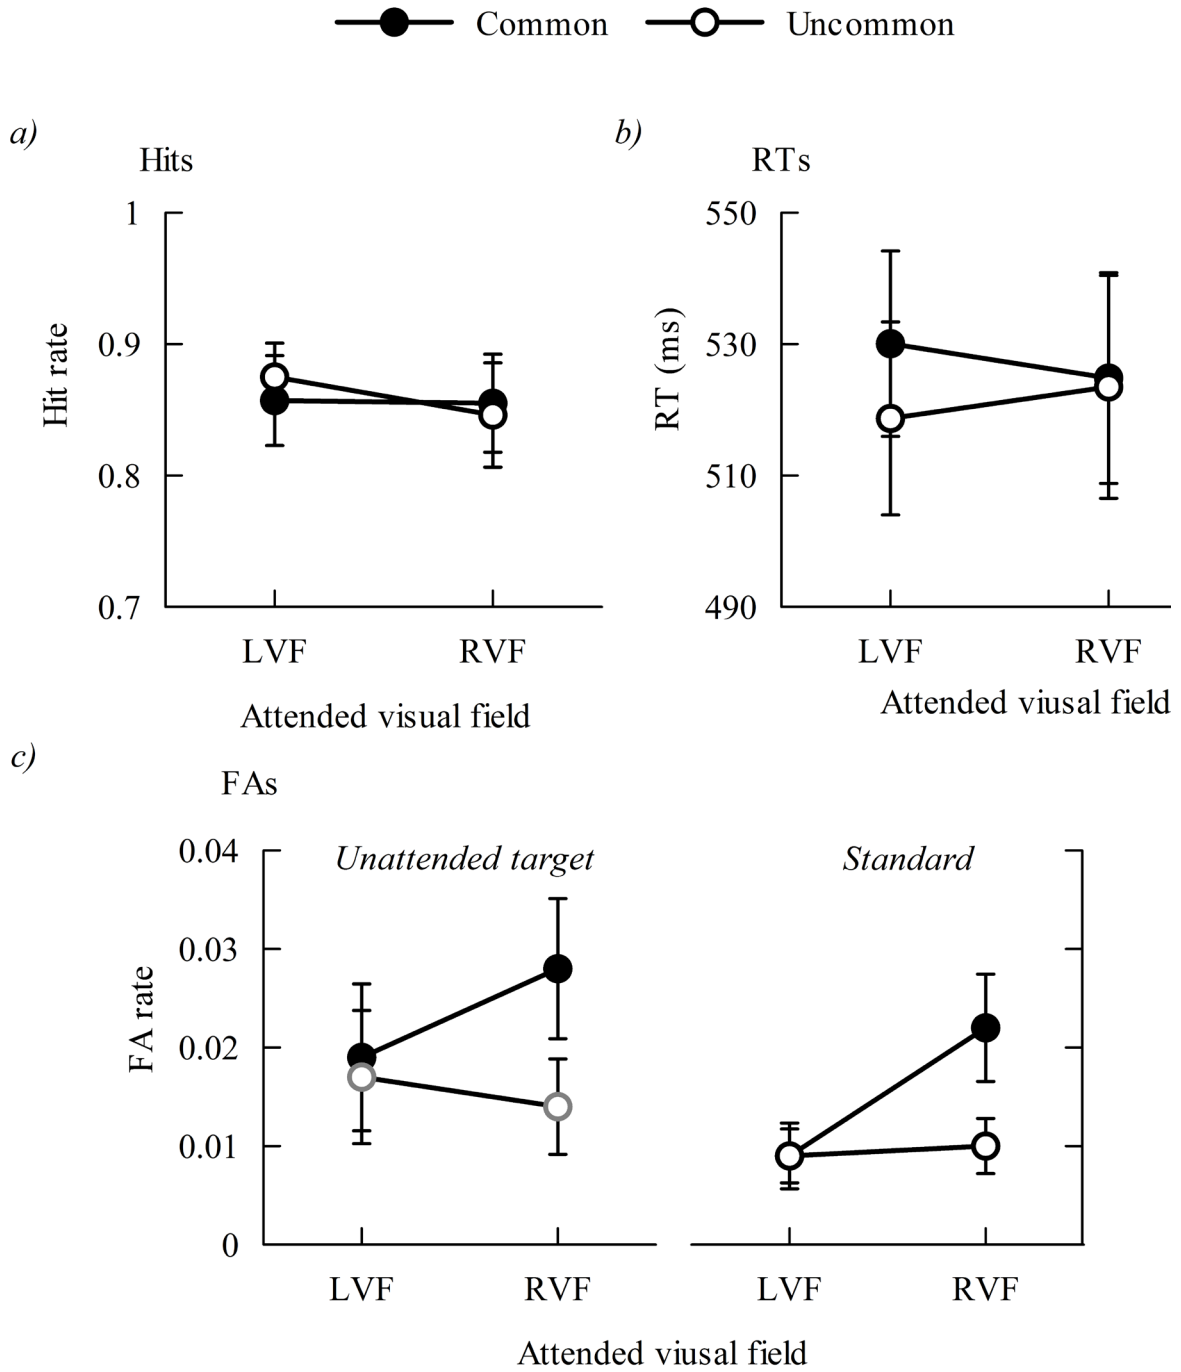 Common Uncommon
a)
Hits
1
0.9
0.8
0.7
Hit rate
LVF RVF
Attended visual field
b)
RTs
550
530
510
490
RT (ms)
LVF RVF
Attended viusal field
c)
FAs
Unattended target Standard
0.04
0.03
0.02
0.01
0
FA rate
LVF RVF LVF RVF
Attended viusal field